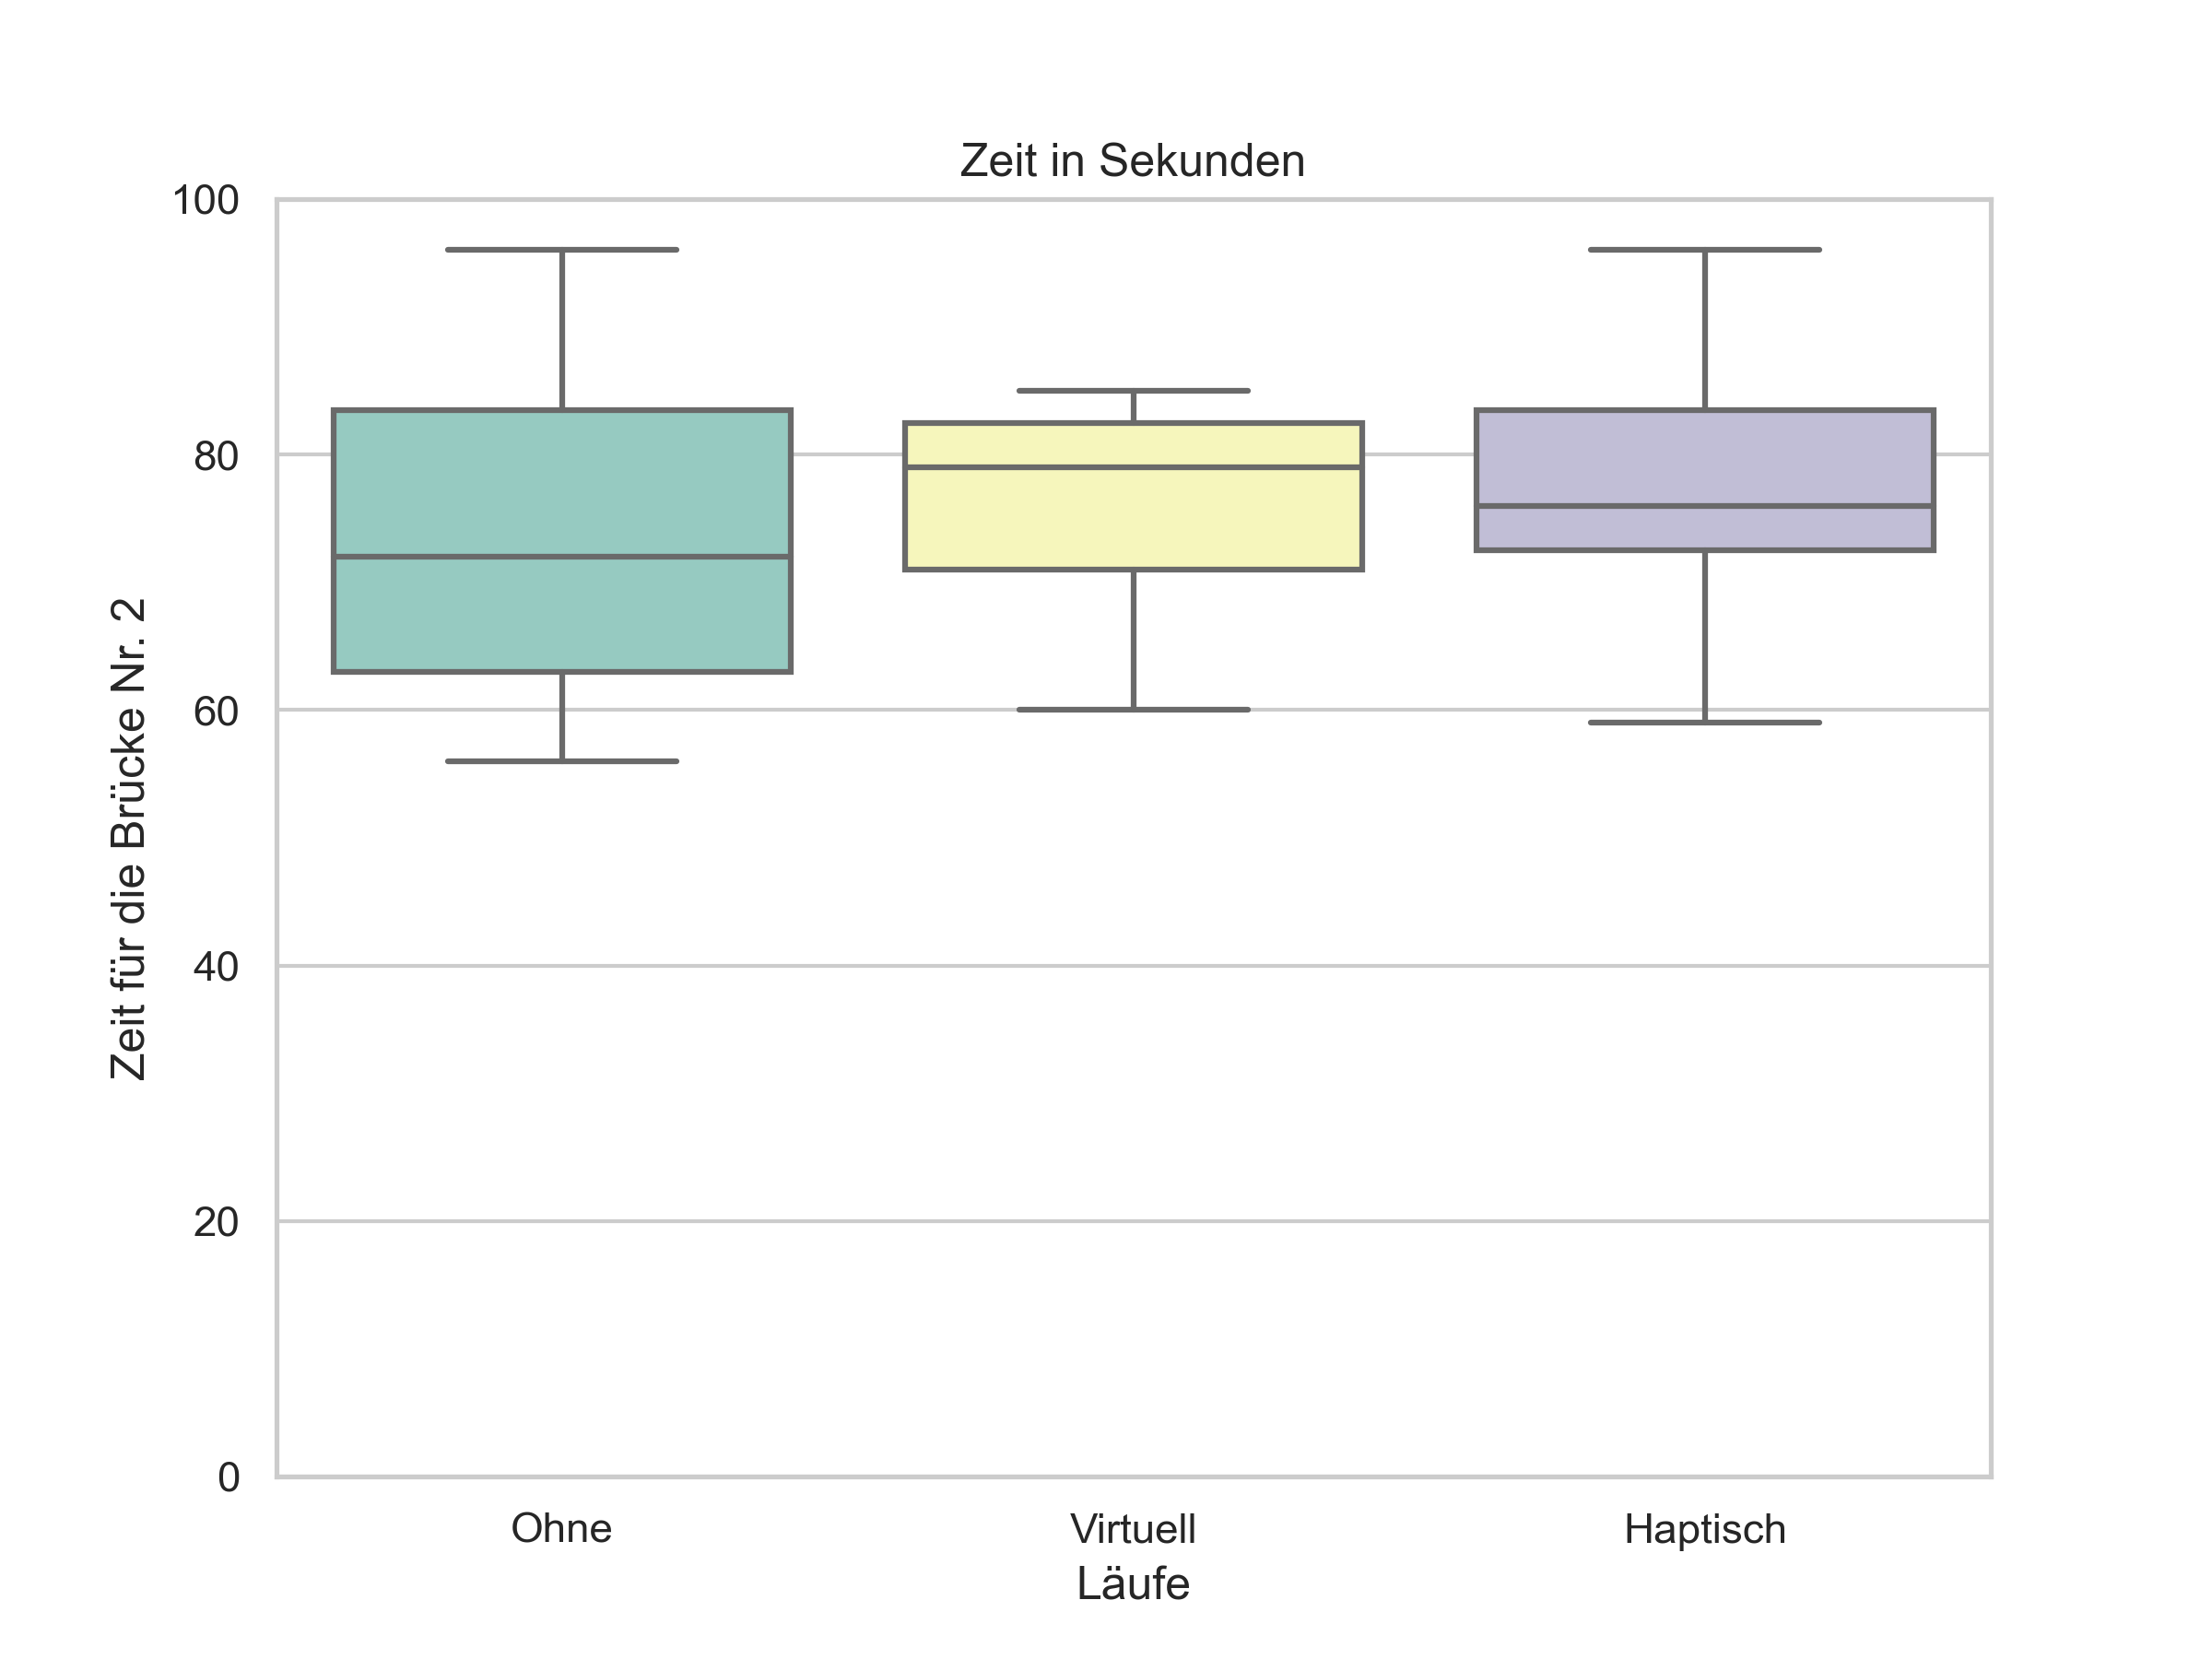 Zeit in Sekunden
100
80
60
40
20
0
Zeit für die Brücke Nr. 2
Ohne
Virtuell
Haptisch
Läufe